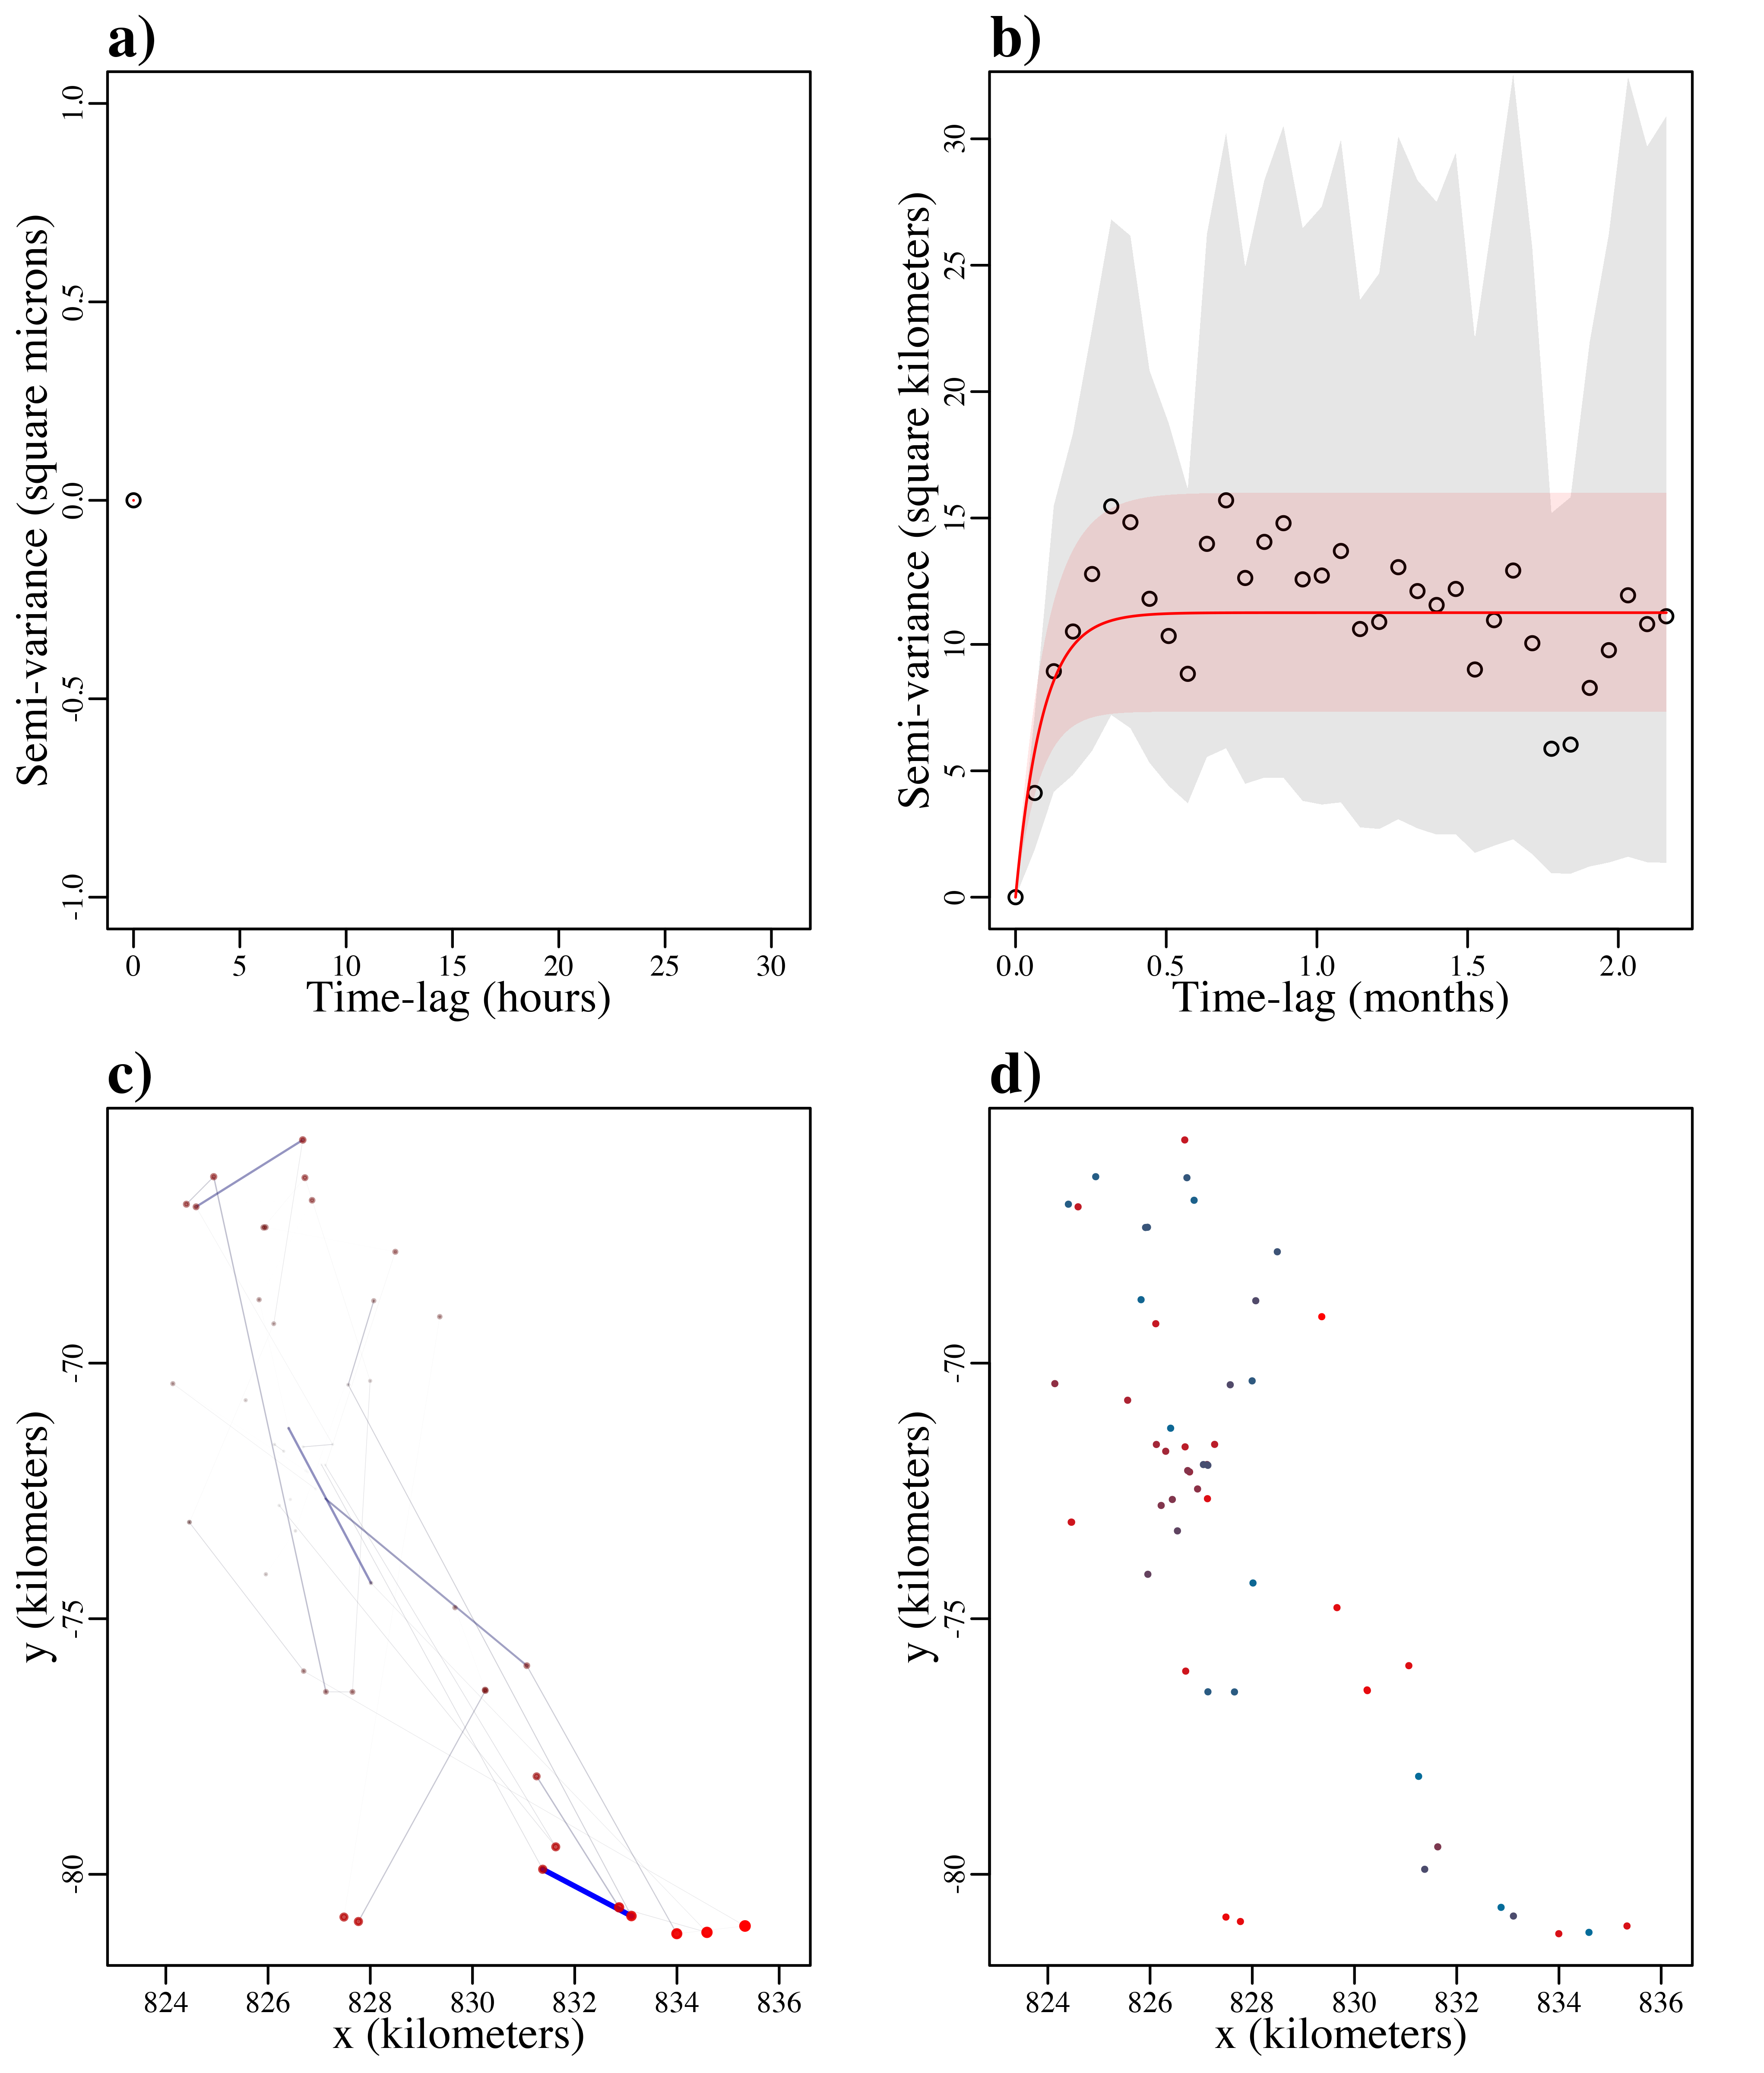 a)
Semi-variance (square microns)
1.0
0.5
0.0
-0.5
-1.0
0 5 10 15 20 25 30
Time-lag (hours)
b)
Semi-variance (square kilometers)
30
25
20
15
10
5
0
0.0 0.5 1.0 1.5 2.0
Time-lag (months)
c)
y (kilometers)
-70
-75
-80
824 826 828 830 832 834 836
x (kilometers)
d)
y (kilometers)
-70
-75
-80
824 826 828 830 832 834 836
x (kilometers)